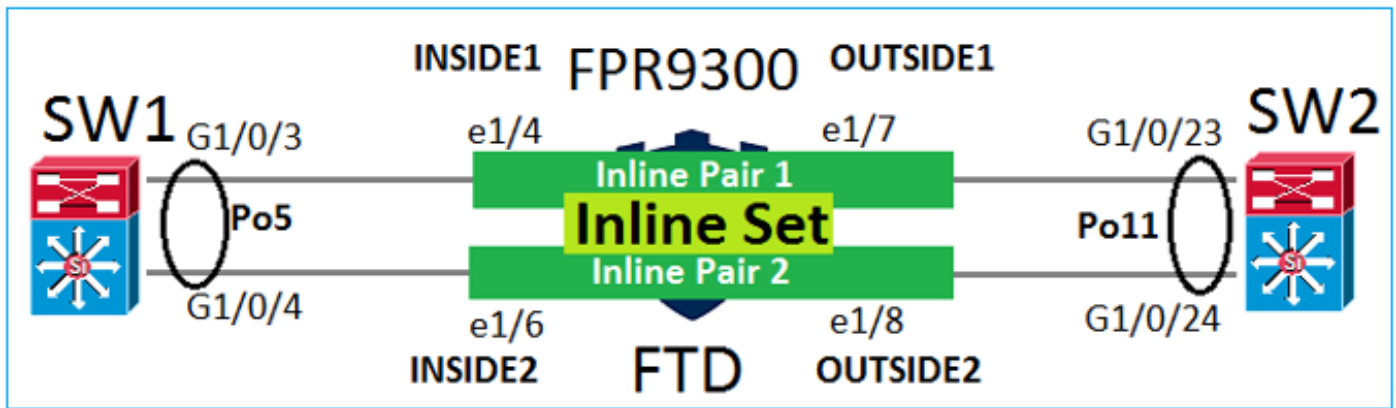 INSIDE1 FPR9300 OUTSIDE1
SW1 G1/0/3 e1/4 e1/7 G1/0/23 SW2
Inline Pair 1
Si Po5 Inline Set Po11 Si
Inline Pair 2
G1/0/4 e1/6 e1/8 G1/0/24
INSIDE2 FTD OUTSIDE2